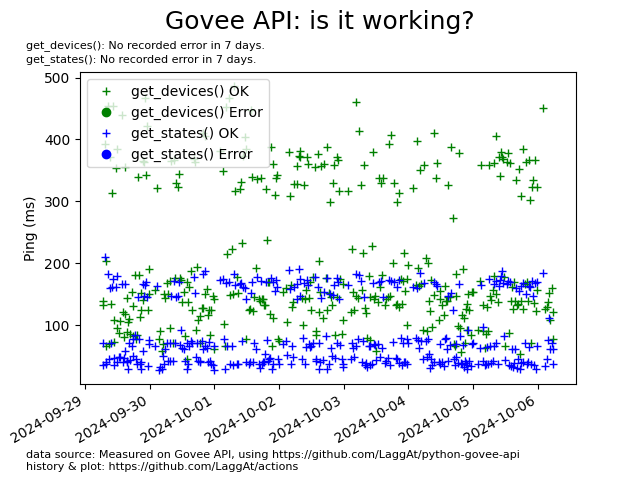 Govee API: is it working?
get_devices(): No recorded error in 7 days.
get_states(): No recorded error in 7 days.
500
400
300
200
100
Ping (ms)
get_devices() OK
get_devices() Error
get_states() OK
get_states() Error
2024-09-29
2024-09-30
2024-10-01
2024-10-02
2024-10-03
2024-10-04
2024-10-05
2024-10-06
data source: Measured on Govee API, using https://github.com/LaggAt/python-govee-api
history & plot: https://github.com/LaggAt/actions